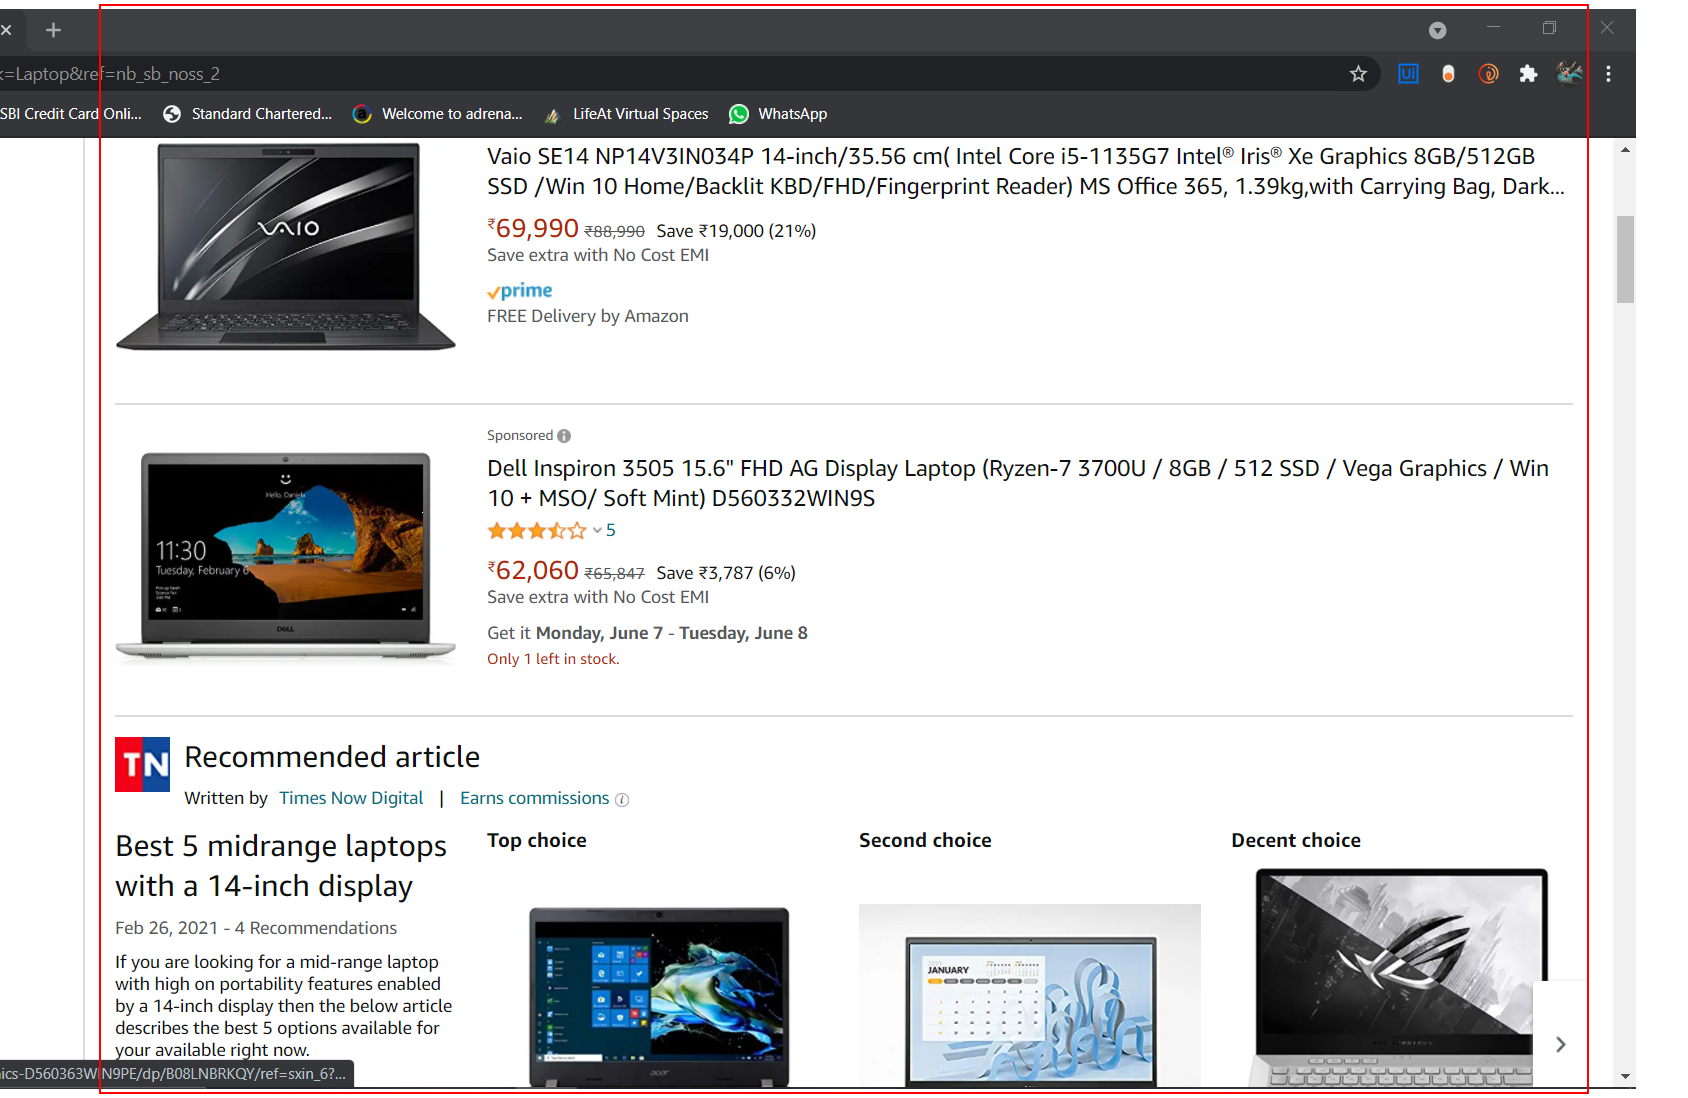 k=Laptop&ref=nb_sb_noss_2
SBI Credit Card Onli...
Standard Chartered...
Welcome to adrena...
LifeAt Virtual Spaces
WhatsApp
Vaio SE14 NP14V3IN034P 14-inch/35.56 cm( Intel Core i5-1135G7 Intel® Iris® Xe Graphics 8GB/512GB
SSD /Win 10 Home/Backlit KBD/FHD/Fingerprint Reader) MS Office 365, 1.39kg,with Carrying Bag, Dark...
VAIO
₹69,990 ₹88,990 Save ₹19,000 (21%)
Save extra with No Cost EMI
prime
FREE Delivery by Amazon
Sponsored
Dell Inspiron 3505 15.6" FHD AG Display Laptop (Ryzen-7 3700U / 8GB / 512 SSD / Vega Graphics / Win
10 + MSO/ Soft Mint) D560332WIN9S
5
₹62,060 ₹65,847 Save ₹3,787 (6%)
Save extra with No Cost EMI
Get it Monday, June 7 - Tuesday, June 8
Only 1 left in stock.
11:30
Tuesday, February 6
DELL
TN
Recommended article
Written by Times Now Digital | Earns commissions
Best 5 midrange laptops
with a 14-inch display
Feb 26, 2021 - 4 Recommendations
If you are looking for a mid-range laptop
with high on portability features enabled
by a 14-inch display then the below article
describes the best 5 options available for
your available right now.
Top choice
acer
Second choice
JANUARY
Decent choice
ics-D560363WIN9PE/dp/B08LNBRKQY/ref=sxin_6?...